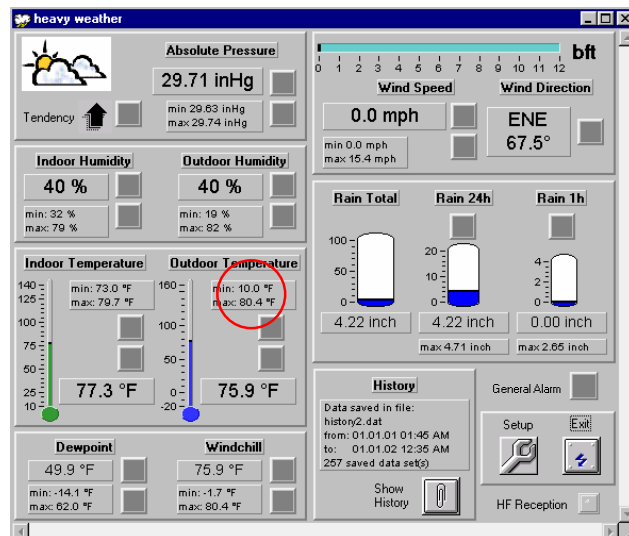 heavy weather
Absolute Pressure
29.71 inHg
Tendency
min 29.63 inHg
max 29.74 inHg
0 1 2 3 4 5 6 7 8 9 10 11 12
bft
Wind Speed
Wind Direction
0.0 mph
min 0.0 mph
max 15.4 mph
ENE
67.5°
Indoor Humidity
Outdoor Humidity
40 %
40 %
min: 32 %
max: 79 %
min: 19 %
max: 82 %
Rain Total
Rain 24h
Rain 1h
100
50
0
20
10
0
4
2
0
4.22 inch
4.22 inch
0.00 inch
max 4.71 inch
max 2.65 inch
Indoor Temperature
Outdoor Temperature
140
125
100
75
50
25
10
min: 73.0 °F
max: 79.7 °F
77.3 °F
160
100
50
0
-20
min: 10.0 °F
max: 80.4 °F
75.9 °F
Dewpoint
Windchill
49.9 °F
75.9 °F
min: -14.1 °F
max: 62.0 °F
min: -1.7 °F
max: 80.4 °F
History
Data saved in file:
history2.dat
from: 01.01.01 01:45 AM
to: 01.01.02 12:35 AM
257 saved data set(s)
Show
History
General Alarm
Setup
Exit
HF Reception